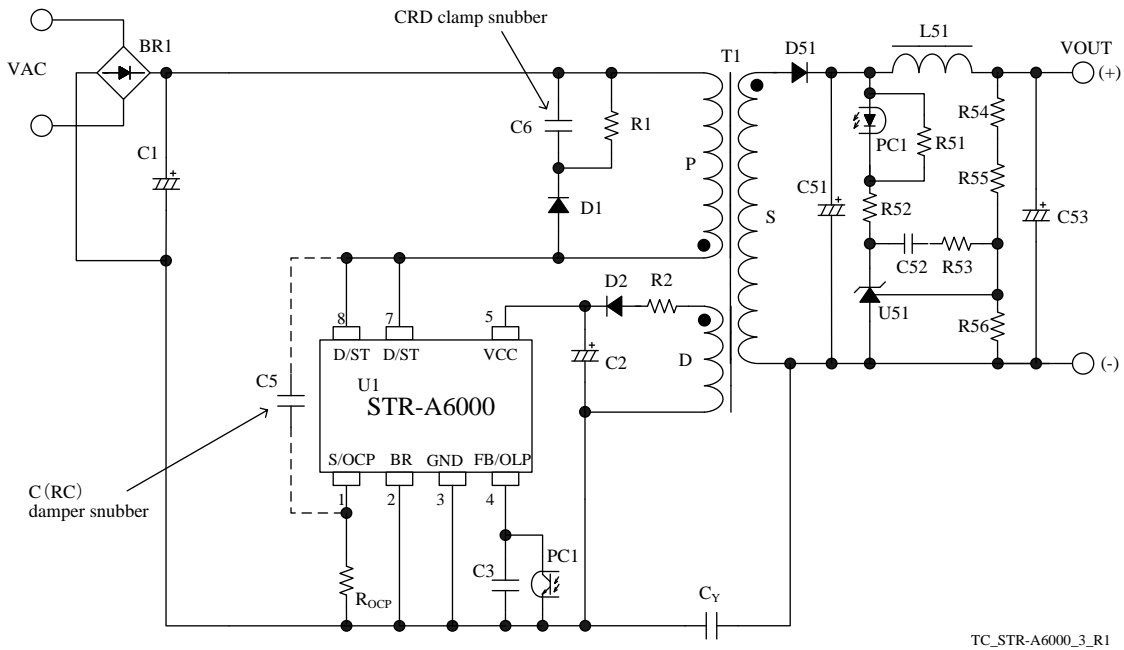 CRD clamp snubber
VAC
BR1
C1
C6
R1
D1
T1
P
S
D51
L51
VOUT
(+)
PC1
R51
R54
R55
C51
R52
C53
C52
R53
U51
R56
(-)
D2
R2
C2
D
8
7
5
D/ST
D/ST
VCC
U1
STR-A6000
C5
S/OCP
BR
GND
FB/OLP
1
2
3
4
C(RC)
damper snubber
ROCP
C3
PC1
CY
TC_STR-A6000_3_R1